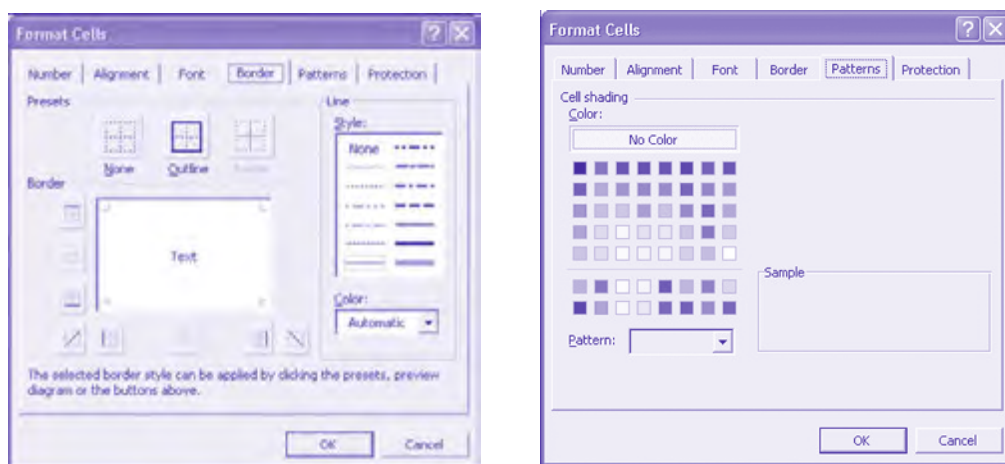 Format Cells
Number Alignment Font Border Patterns Protection
Presets
Line
Style:
None
None Outline
Border
Text
Color:
Automatic
The selected border style can be applied by clicking the presets, preview
diagram or the buttons above.
OK Cancel
Format Cells
Number Alignment Font Border Patterns Protection
Cell shading
Color:
No Color
Sample
Pattern:
OK Cancel